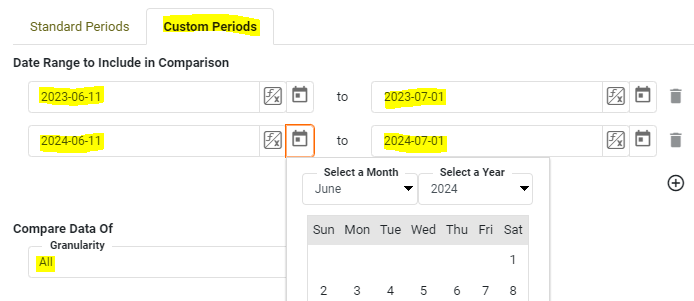 Standard Periods Custom Periods
Date Range to Include in Comparison
2023-06-11 f/x to 2023-07-01 f/x
2024-06-11 f/x to 2024-07-01 f/x
Select a Month Select a Year
June 2024
Sun Mon Tue Wed Thu Fri Sat
1
2 3 4 5 6 7 8
Compare Data Of
Granularity
All